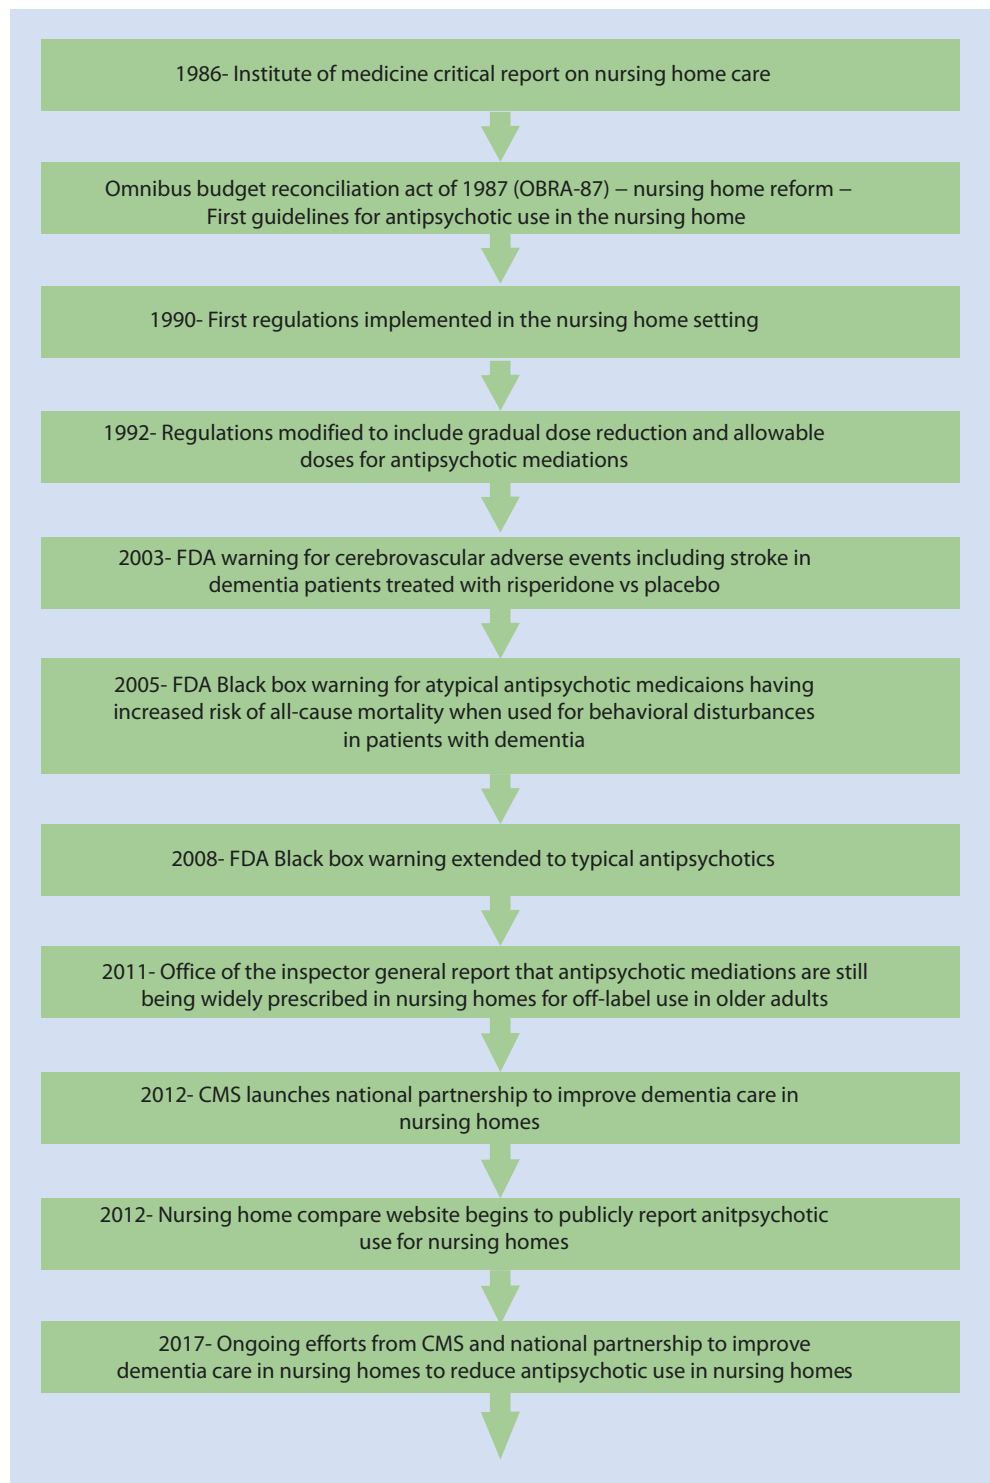 1986- Institute of medicine critical report on nursing home care
Omnibus budget reconciliation act of 1987 (OBRA-87) – nursing home reform –
First guidelines for antipsychotic use in the nursing home
1990- First regulations implemented in the nursing home setting
1992- Regulations modified to include gradual dose reduction and allowable
doses for antipsychotic mediations
2003- FDA warning for cerebrovascular adverse events including stroke in
dementia patients treated with risperidone vs placebo
2005- FDA Black box warning for atypical antipsychotic medicaions having
increased risk of all-cause mortality when used for behavioral disturbances
in patients with dementia
2008- FDA Black box warning extended to typical antipsychotics
2011- Office of the inspector general report that antipsychotic mediations are still
being widely prescribed in nursing homes for off-label use in older adults
2012- CMS launches national partnership to improve dementia care in
nursing homes
2012- Nursing home compare website begins to publicly report anitpsychotic
use for nursing homes
2017- Ongoing efforts from CMS and national partnership to improve
dementia care in nursing homes to reduce antipsychotic use in nursing homes